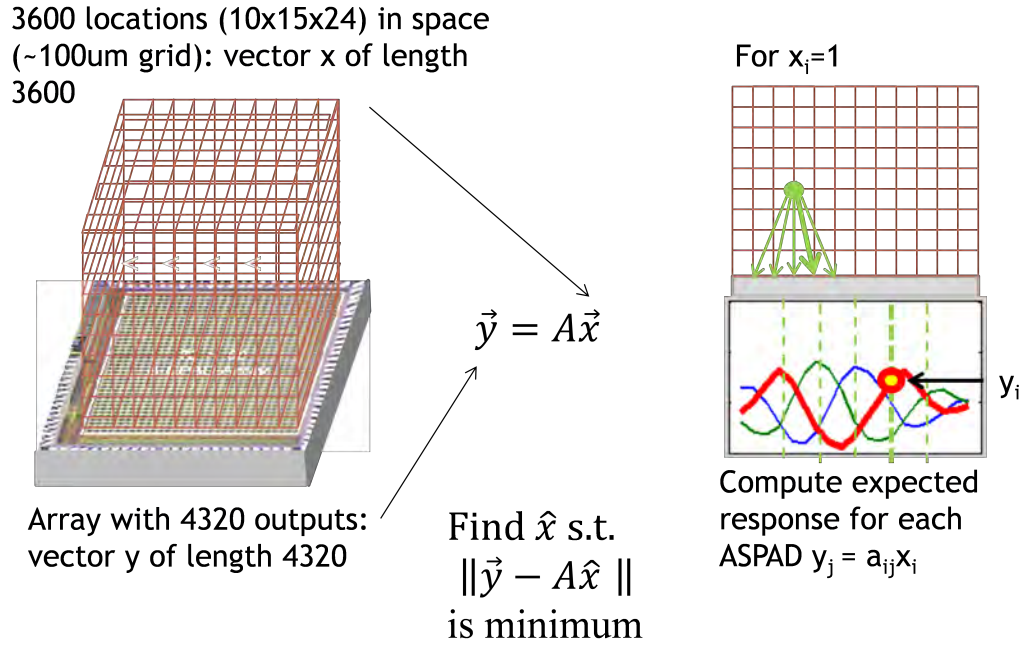 3600 locations (10x15x24) in space
(~100um grid): vector x of length
3600
For xᵢ=1
y⃗ = Ax⃗
yᵢ
Array with 4320 outputs:
vector y of length 4320
Find x̂ s.t.
‖y⃗ − Ax̂ ‖
is minimum
Compute expected
response for each
ASPAD yⱼ = aᵢⱼxᵢ